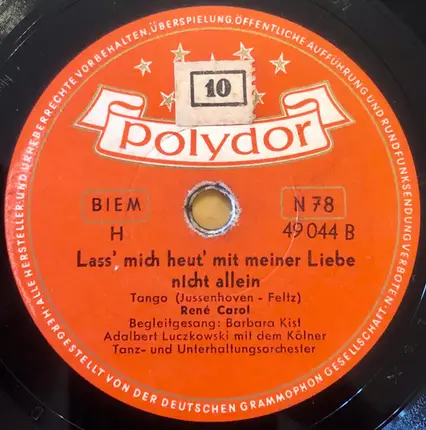 ALLE HERSTELLER- UND URHEBERRECHTE VORBEHALTEN, ÜBERSPIELUNG, ÖFFENTLICHE AUFFÜHRUNG UND RUNDFUNKSENDUNG VERBOTEN
10
Polydor
BIEM
N 78
H
49 044 B
Lass' mich heut' mit meiner Liebe
nicht allein
Tango (Jussenhoven - Feltz)
René Carol
Begleitgesang: Barbara Kist
Adalbert Luczkowski mit dem Kölner
Tanz- und Unterhaltungsorchester
HERGESTELLT VON DER DEUTSCHEN GRAMMOPHON GESELLSCHAFT